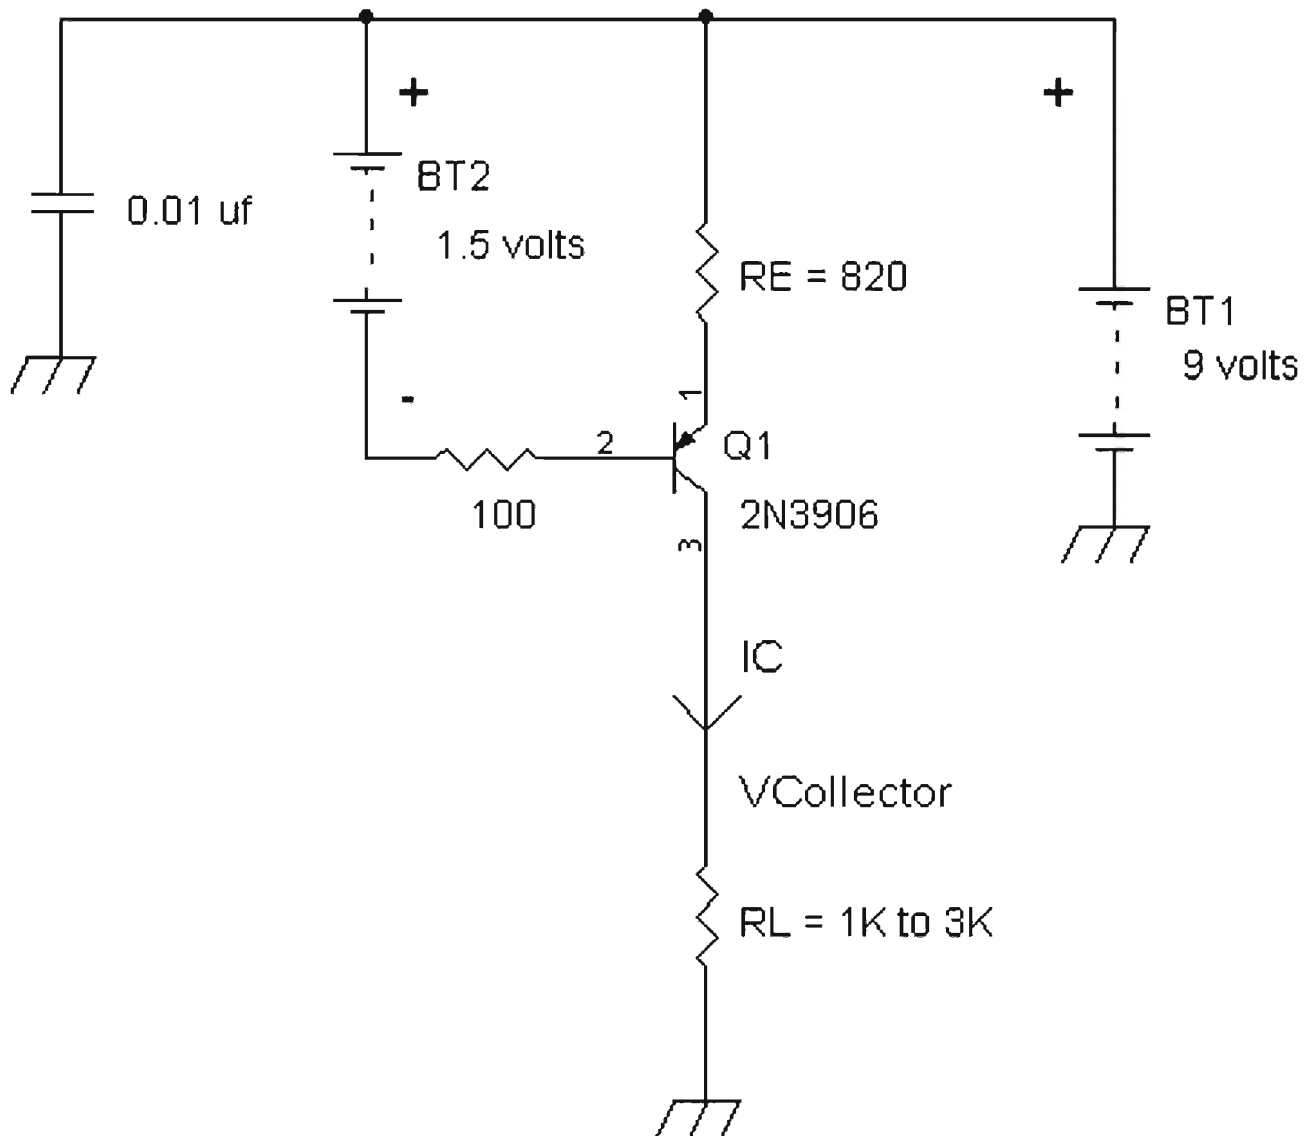 +
+
BT2
0.01 uf
1.5 volts
RE = 820
BT1
9 volts
-
1
2
Q1
100
2N3906
3
IC
VCollector
RL = 1K to 3K